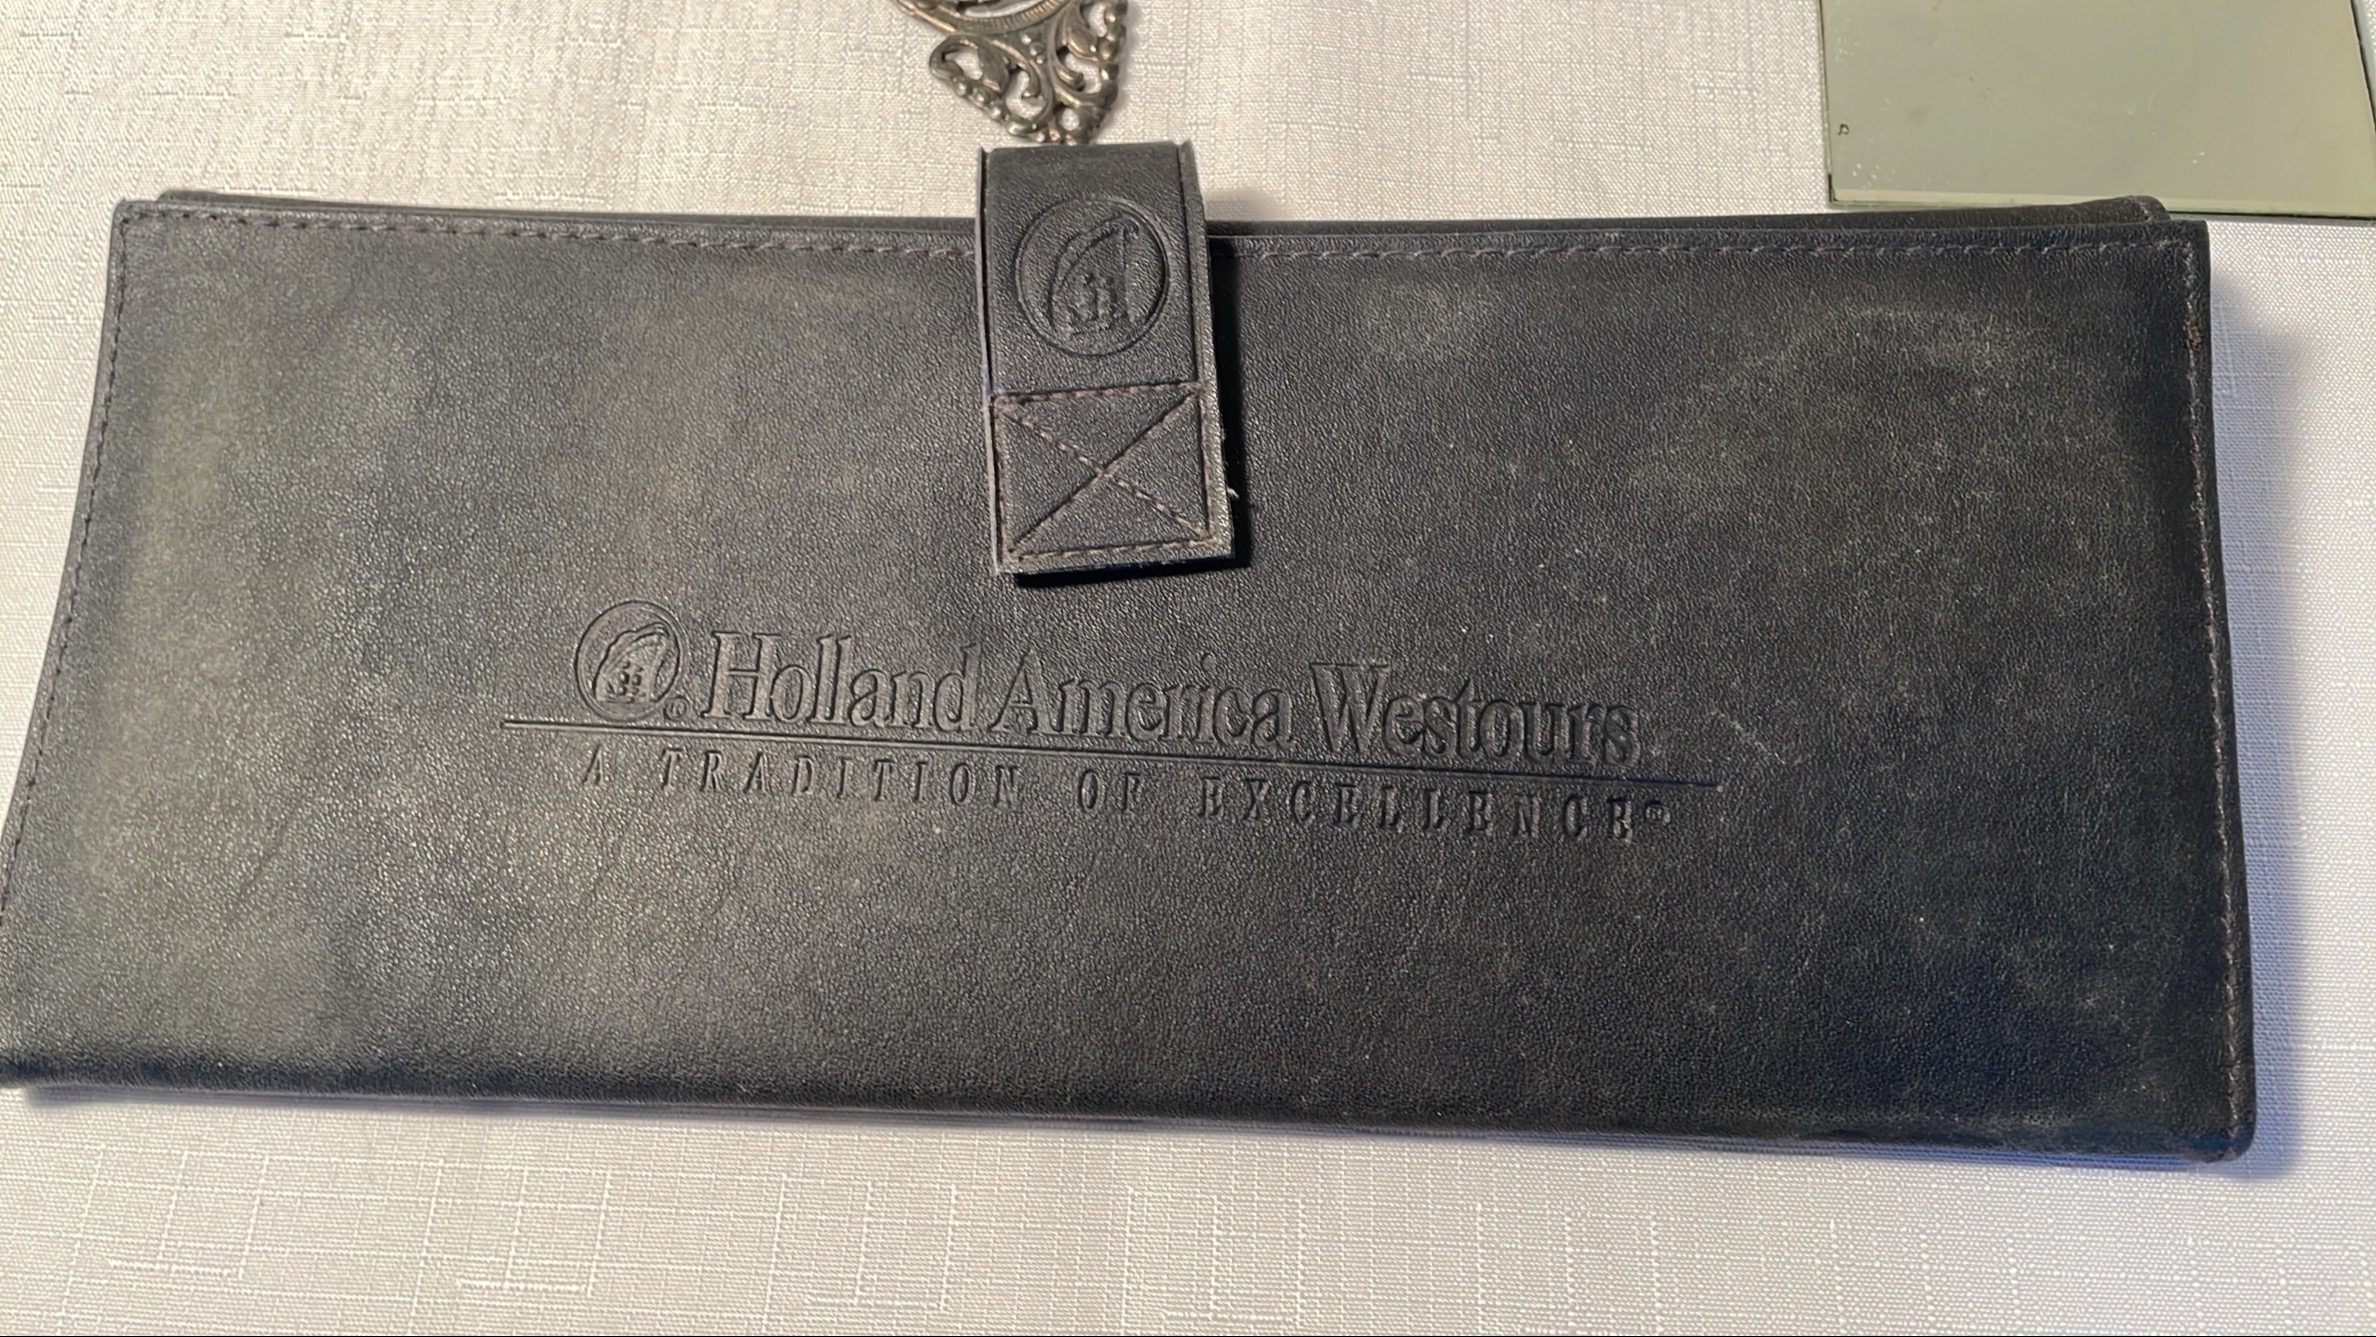 ® Holland America Westours
A TRADITION OF EXCELLENCE®